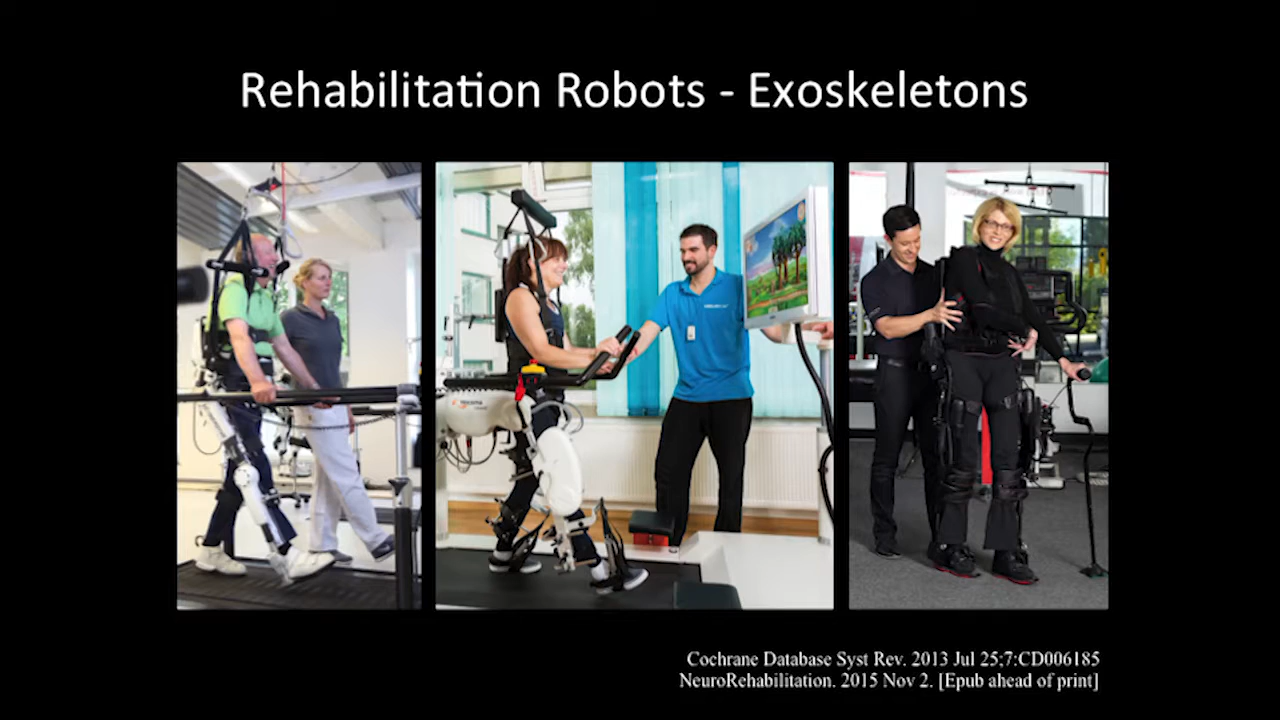 Rehabilitation Robots - Exoskeletons
Cochrane Database Syst Rev. 2013 Jul 25;7:CD006185
NeuroRehabilitation. 2015 Nov 2. [Epub ahead of print]